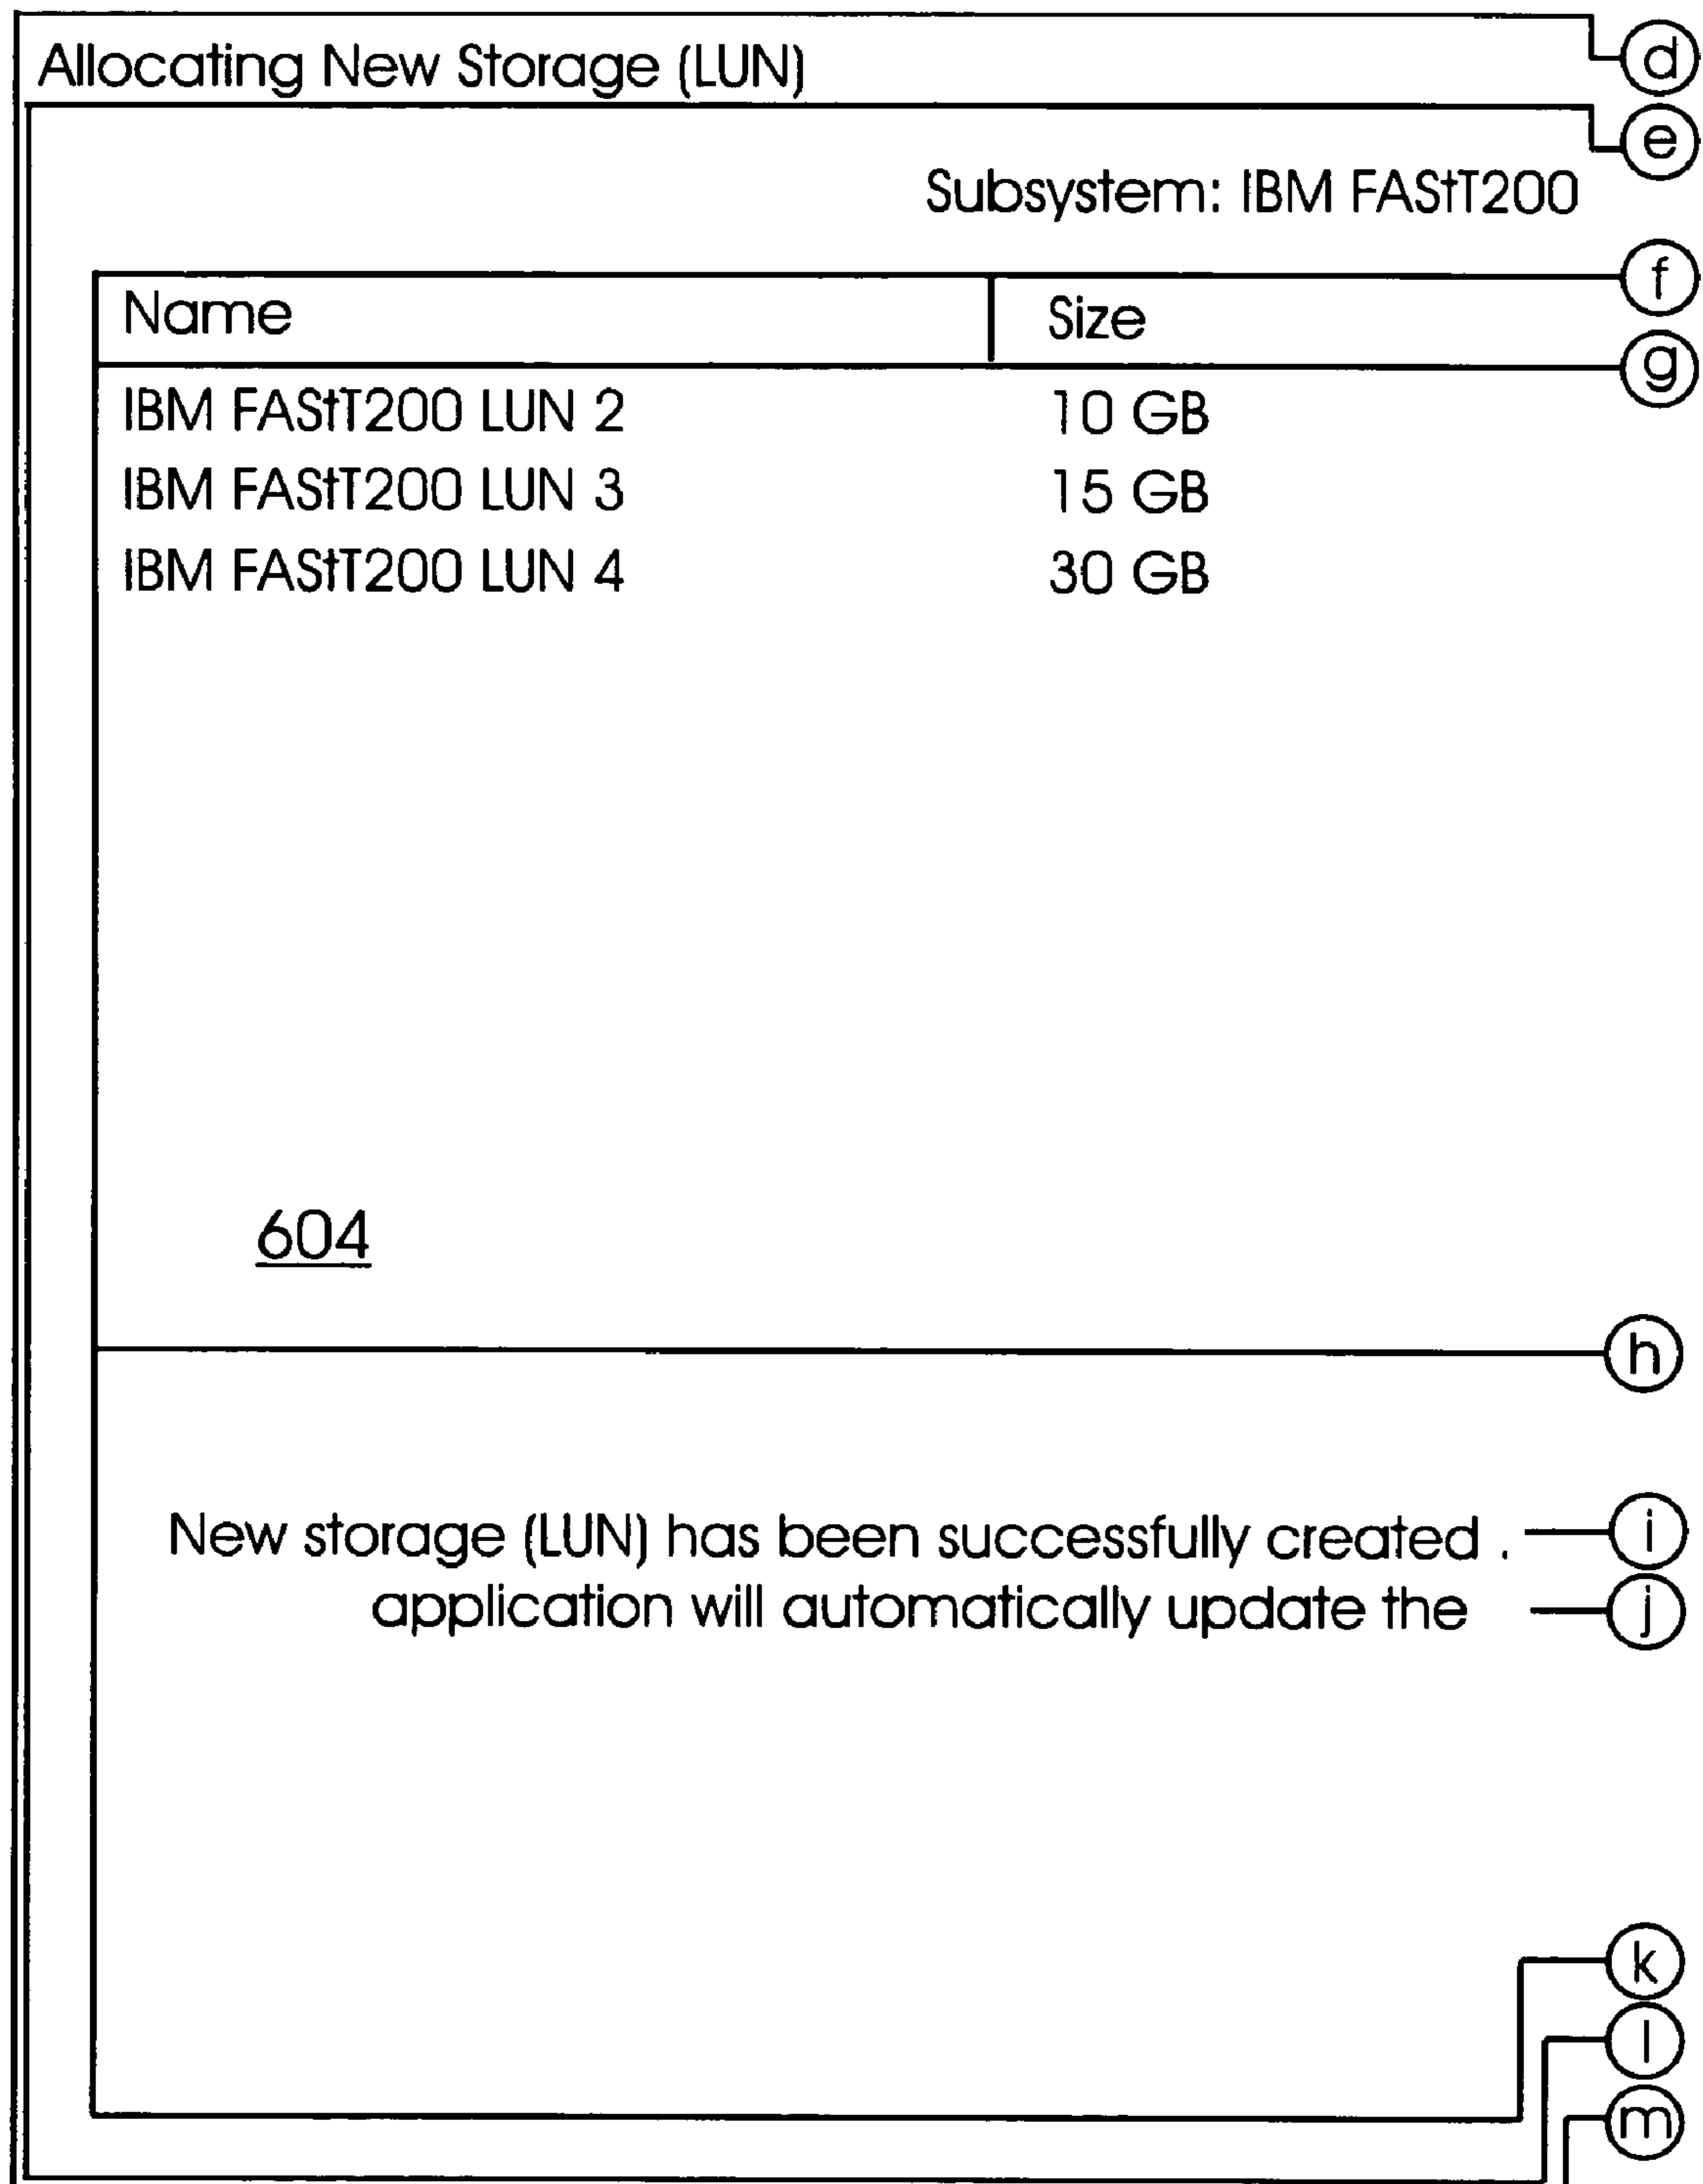 Allocating New Storage (LUN)
d
e
Subsystem: IBM FAStT200
f
Name Size
g
IBM FAStT200 LUN 2 10 GB
IBM FAStT200 LUN 3 15 GB
IBM FAStT200 LUN 4 30 GB
604
h
New storage (LUN) has been successfully created . i
application will automatically update the j
k
l
m